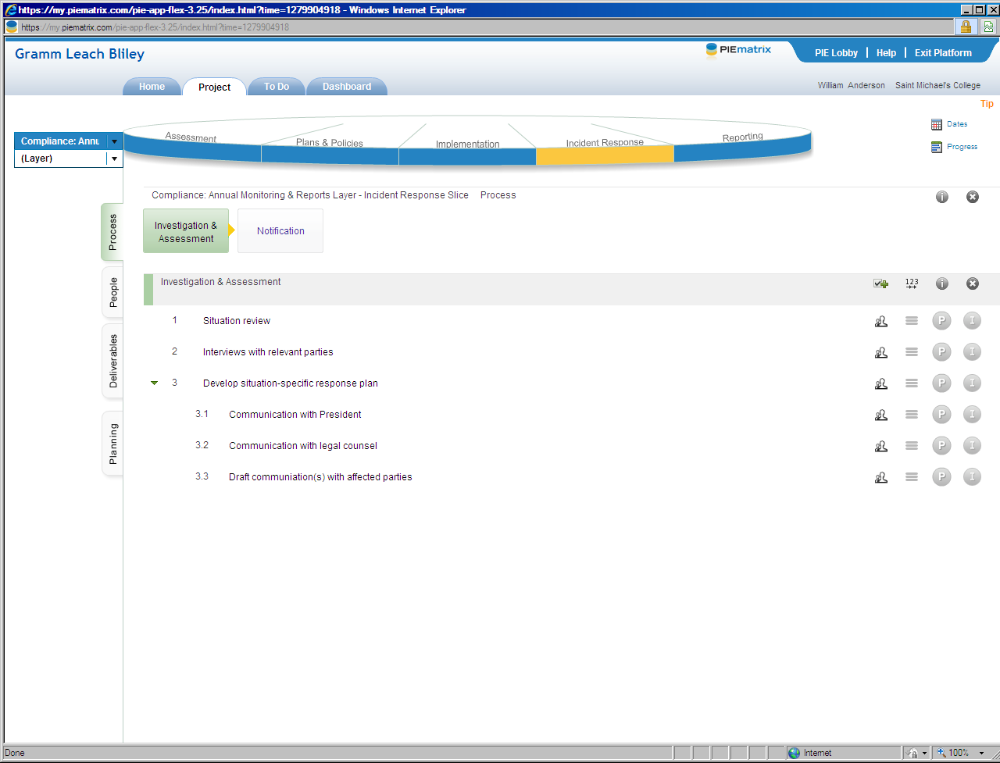 https://my.piematrix.com/pie-app-flex-3.25/index.html?time=1279904918 - Windows Internet Explorer
https://my.piematrix.com/pie-app-flex-3.25/index.html?time=1279904918
Gramm Leach Bliley
PIEmatrix
PIE Lobby | Help | Exit Platform
Home Project To Do Dashboard
William Anderson Saint Michael's College
Tip
Dates
Progress
Compliance: Annu
(Layer)
Assessment Plans & Policies Implementation Incident Response Reporting
Compliance: Annual Monitoring & Reports Layer - Incident Response Slice Process
Process
People
Deliverables
Planning
Investigation & Assessment
Notification
Investigation & Assessment
123
1 Situation review P I
2 Interviews with relevant parties P I
3 Develop situation-specific response plan P I
3.1 Communication with President P I
3.2 Communication with legal counsel P I
3.3 Draft communiation(s) with affected parties P I
Done Internet 100%